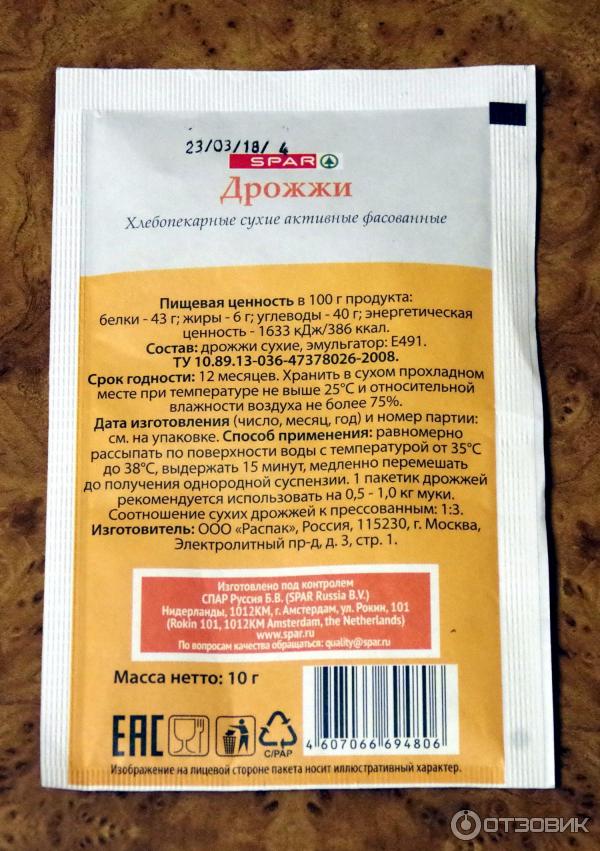 23/03/18/ 4
SPAR
Дрожжи
Хлебопекарные сухие активные фасованные
Пищевая ценность в 100 г продукта:
белки - 43 г; жиры - 6 г; углеводы - 40 г; энергетическая
ценность - 1633 кДж/386 ккал.
Состав: дрожжи сухие, эмульгатор: Е491.
ТУ 10.89.13-036-47378026-2008.
Срок годности: 12 месяцев. Хранить в сухом прохладном
месте при температуре не выше 25°С и относительной
влажности воздуха не более 75%.
Дата изготовления (число, месяц, год) и номер партии:
см. на упаковке. Способ применения: равномерно
рассыпать по поверхности воды с температурой от 35°С
до 38°С, выдержать 15 минут, медленно перемешать
до получения однородной суспензии. 1 пакетик дрожжей
рекомендуется использовать на 0,5 - 1,0 кг муки.
Соотношение сухих дрожжей к прессованным: 1:3.
Изготовитель: ООО «Распак», Россия, 115230, г. Москва,
Электролитный пр-д, д. 3, стр. 1.
Изготовлено под контролем
СПАР Руссия Б.В. (SPAR Russia B.V.)
Нидерланды, 1012КМ, г. Амстердам, ул. Рокин, 101
(Rokin 101, 1012KM Amsterdam, the Netherlands)
www.spar.ru
По вопросам качества обращаться: quality@spar.ru
Масса нетто: 10 г
EAC
C/PAP
4 607066 694806
Изображение на лицевой стороне пакета носит иллюстративный характер.
ОТЗОВИК